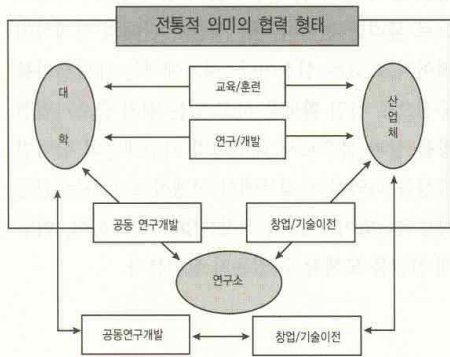 전통적 의미의 협력 형태
대학
교육/훈련
산업체
연구/개발
공동 연구개발
창업/기술이전
연구소
공동연구개발
창업/기술이전